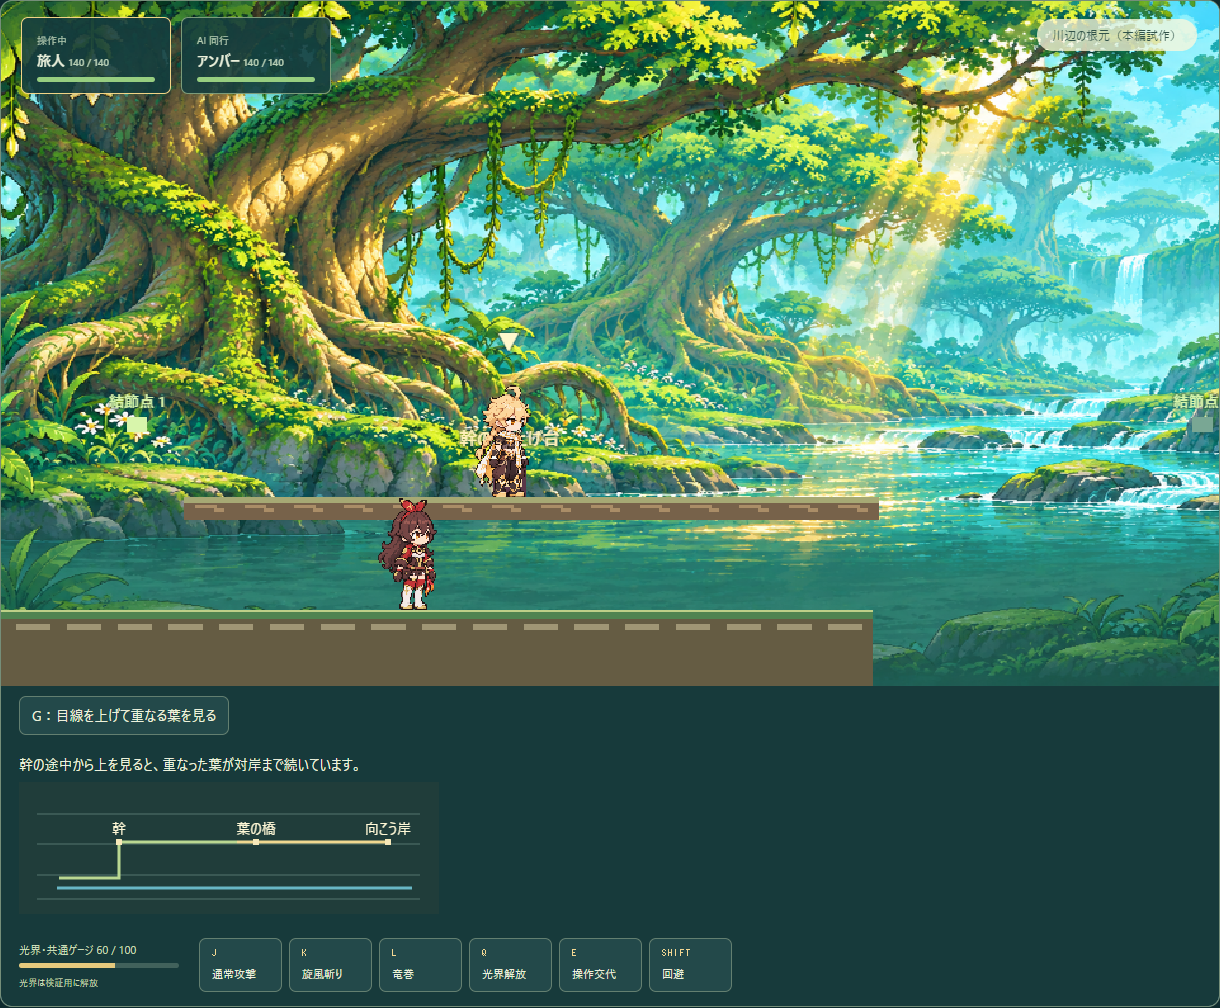 操作中
旅人 140 / 140
AI 同行
アンバー 140 / 140
川辺の根元（本編試作）
結節点 1
結節点
幹の
け台
G：目線を上げて重なる葉を見る
幹の途中から上を見ると、重なった葉が対岸まで続いています。
幹
葉の橋
向こう岸
光界・共通ゲージ 60 / 100
光界は検証用に解放
J
通常攻撃
K
旋風斬り
L
竜巻
Q
光界解放
E
操作交代
SHIFT
回避